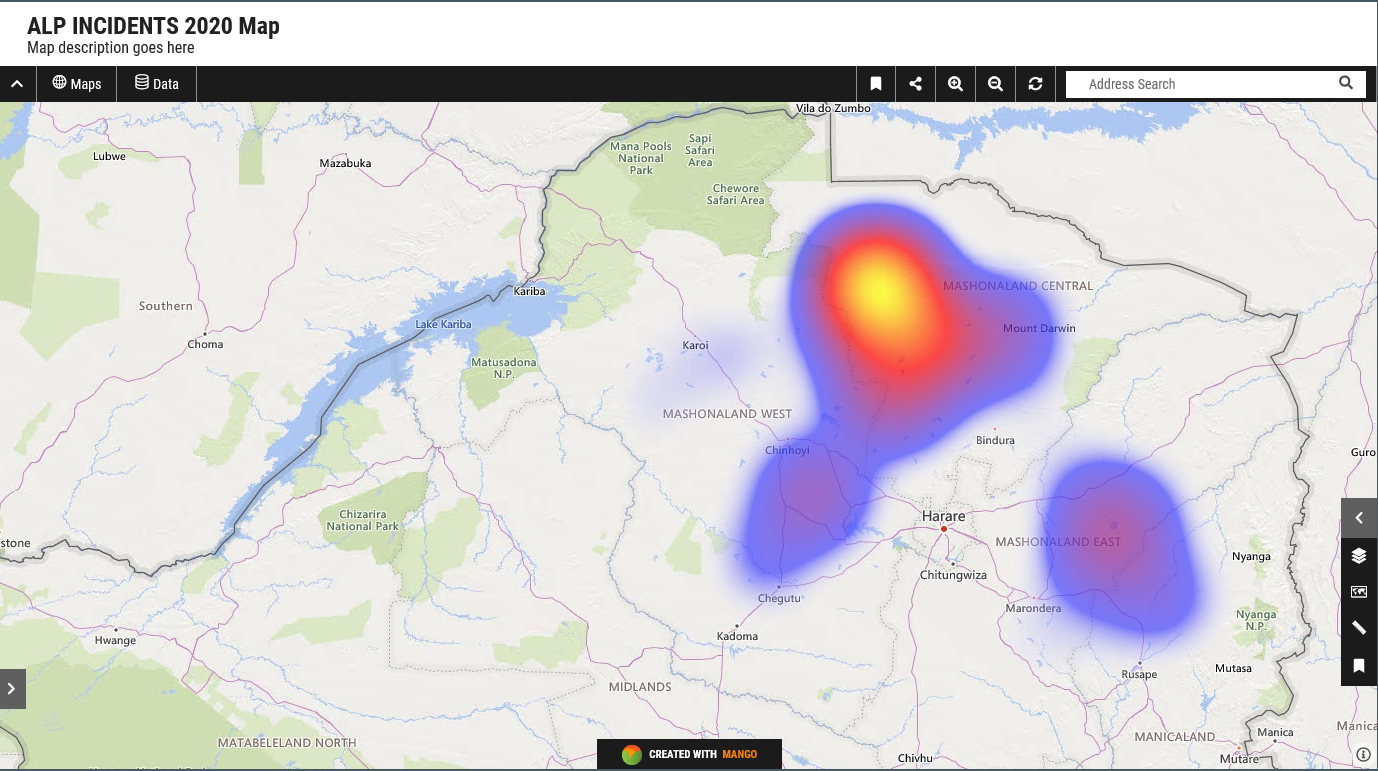 ALP INCIDENTS 2020 Map
Map description goes here
Maps
Data
Address Search
Vila do Zumbo
Lubwe
Mazabuka
Mana Pools
National
Park
Sapi
Safari
Area
Chewore
Safari Area
Southern
Kariba
MASHONALAND CENTRAL
Choma
Lake Kariba
Mount Darwin
Karoi
Matusadona
N.P.
MASHONALAND WEST
Chinhoyi
Bindura
Guro
Chizarira
National Park
Harare
stone
MASHONALAND EAST
Nyanga
Chitungwiza
Chegutu
Marondera
Nyanga
N.P.
Hwange
Kadoma
Mutasa
Rusape
MIDLANDS
MATABELELAND NORTH
MANICALAND
Manica
Manica
Chivhu
Mutare
CREATED WITH MANGO